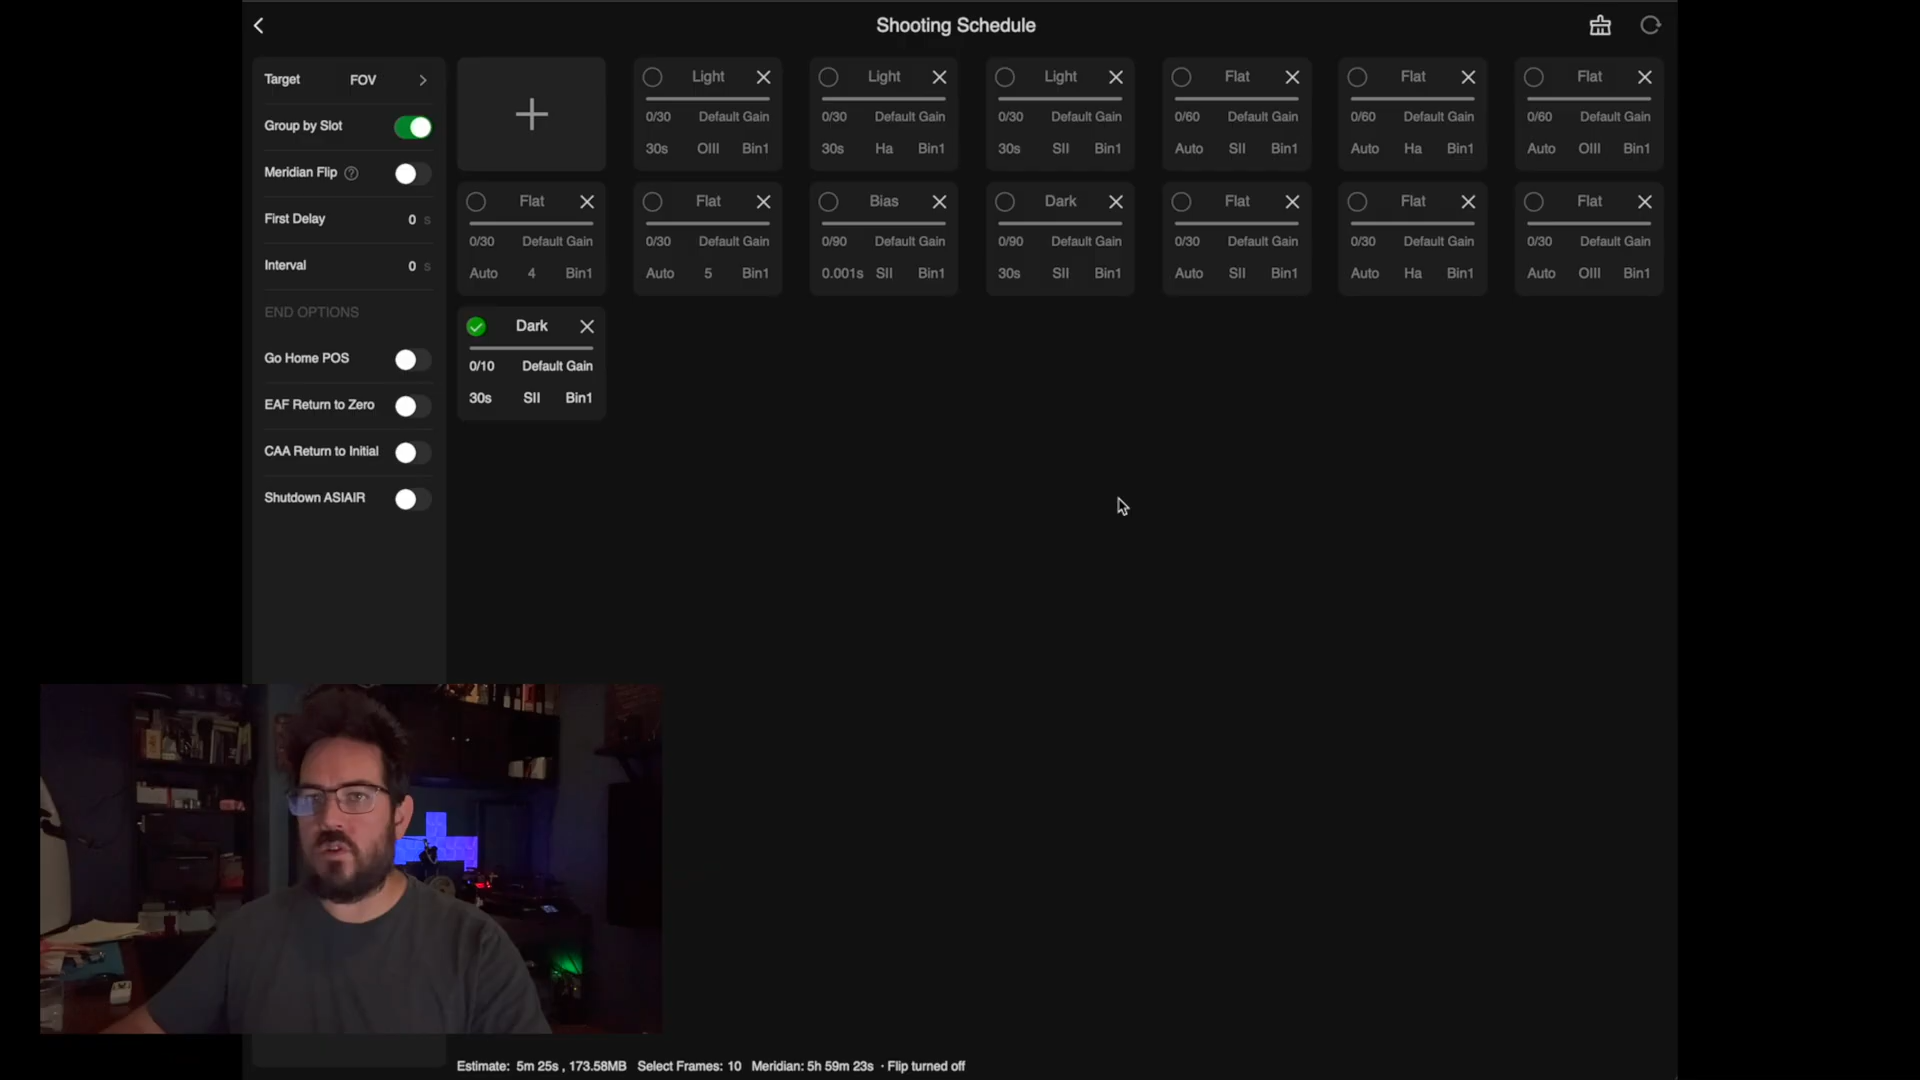 Shooting Schedule
Target FOV
Group by Slot
Meridian Flip ?
First Delay 0 s
Interval 0 s
END OPTIONS
Go Home POS
EAF Return to Zero
CAA Return to Initial
Shutdown ASIAIR
Light
0/30 Default Gain
30s OIII Bin1
Light
0/30 Default Gain
30s Ha Bin1
Light
0/30 Default Gain
30s SII Bin1
Flat
0/60 Default Gain
Auto SII Bin1
Flat
0/60 Default Gain
Auto Ha Bin1
Flat
0/60 Default Gain
Auto OIII Bin1
Flat
0/30 Default Gain
Auto 4 Bin1
Flat
0/30 Default Gain
Auto 5 Bin1
Bias
0/90 Default Gain
0.001s SII Bin1
Dark
0/90 Default Gain
30s SII Bin1
Flat
0/30 Default Gain
Auto SII Bin1
Flat
0/30 Default Gain
Auto Ha Bin1
Flat
0/30 Default Gain
Auto OIII Bin1
Dark
0/10 Default Gain
30s SII Bin1
Estimate: 5m 25s , 173.58MB Select Frames: 10 Meridian: 5h 59m 23s · Flip turned off